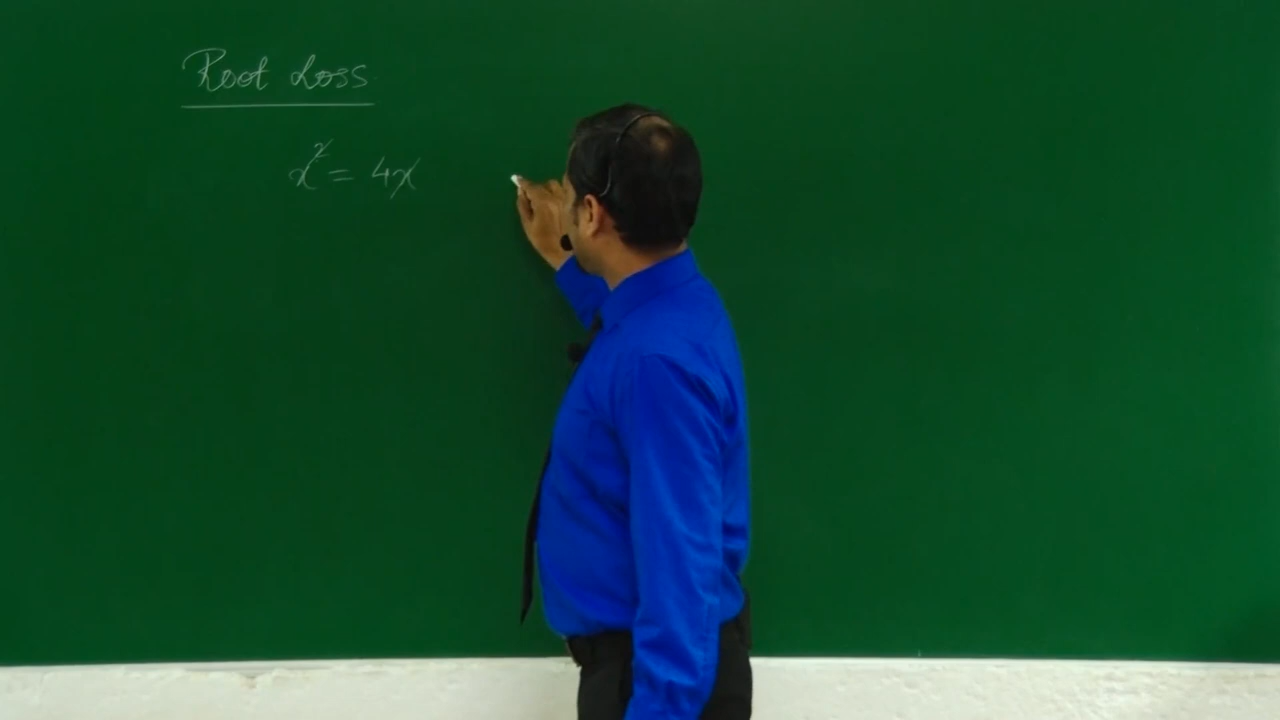 Root Loss
x² = 4x